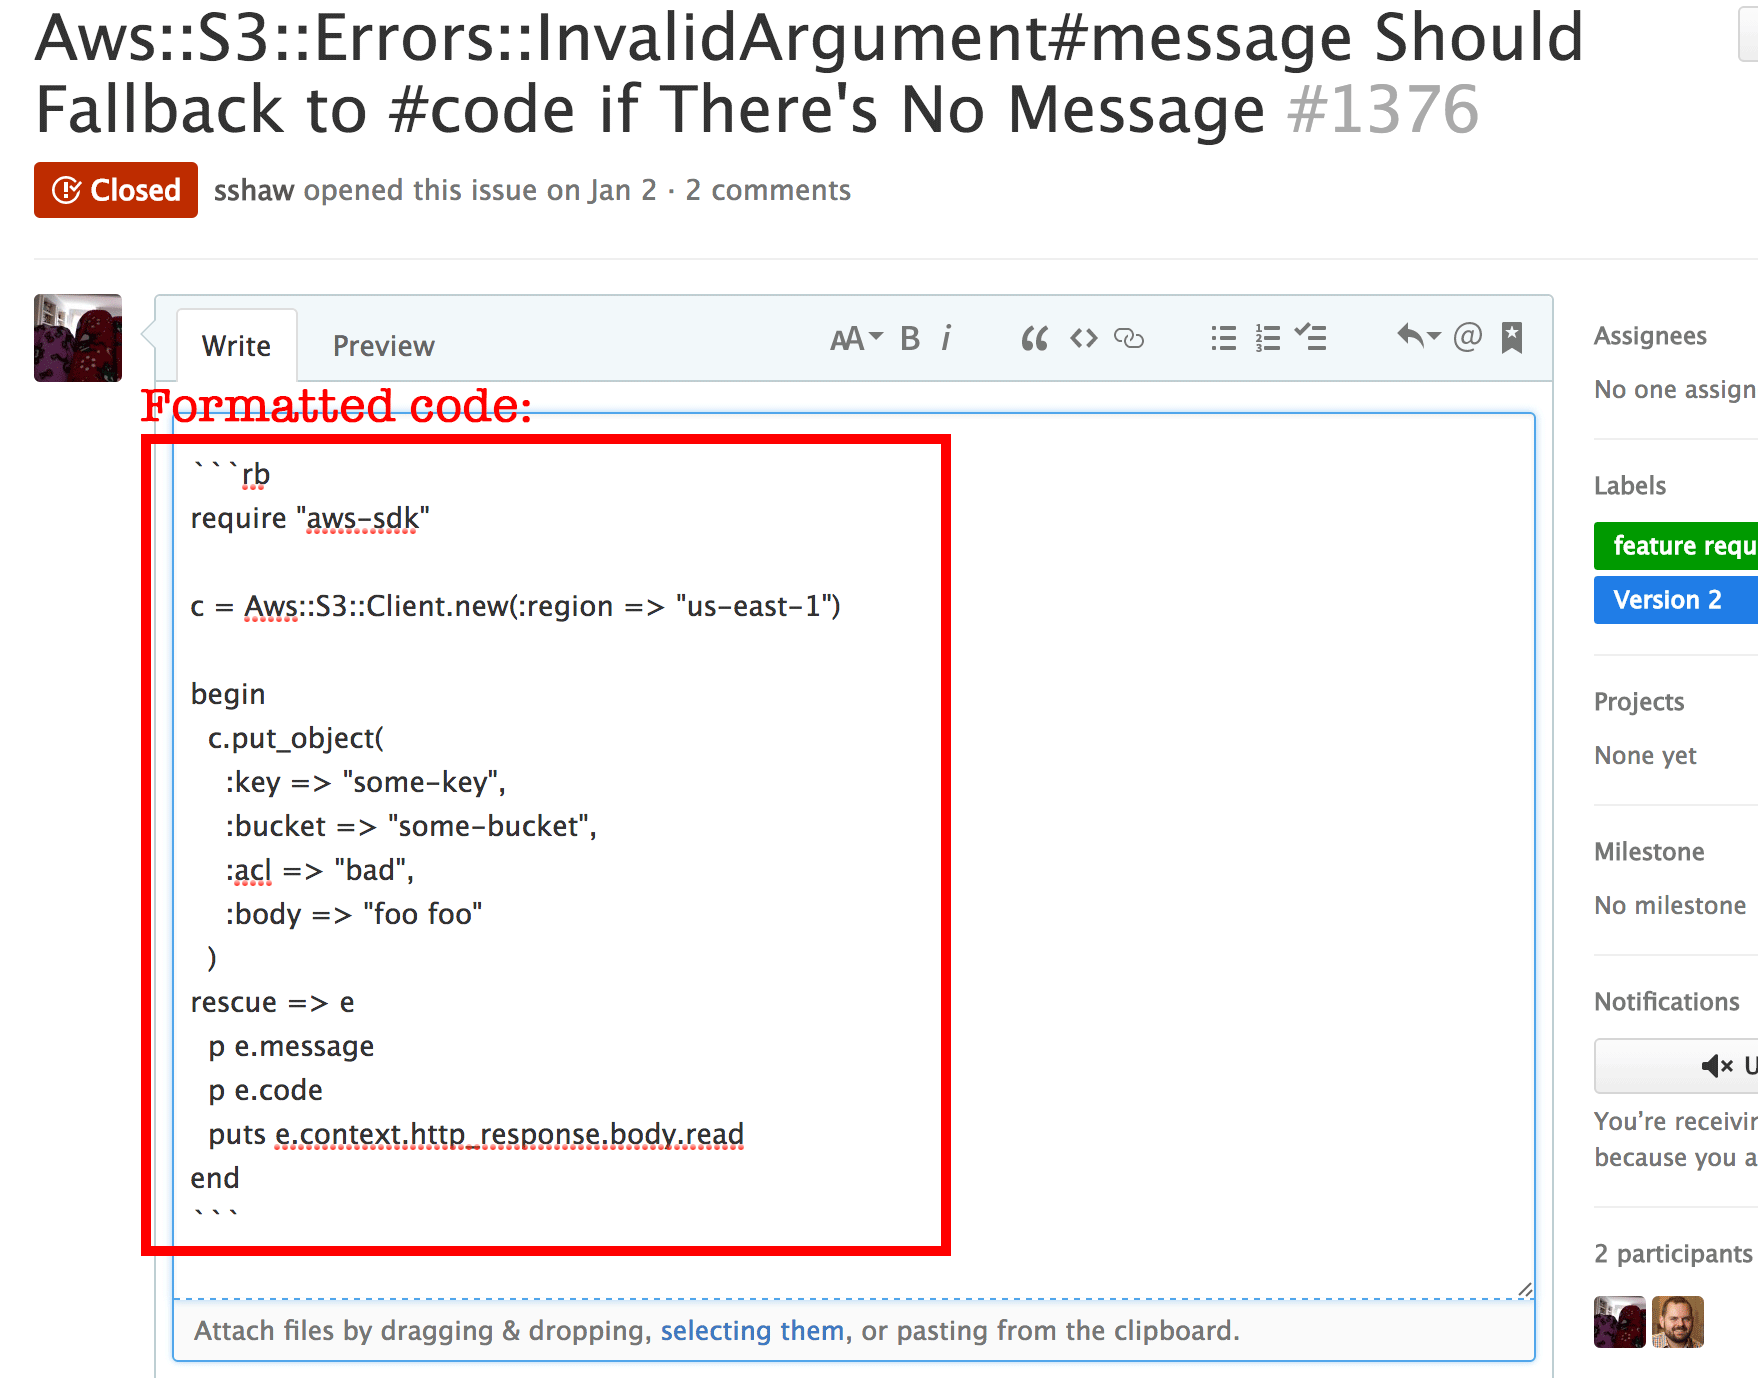 Aws::S3::Errors::InvalidArgument#message Should
Fallback to #code if There's No Message #1376
Closed sshaw opened this issue on Jan 2 · 2 comments
Write Preview AA B i
Formatted code:
```rb
require "aws-sdk"
c = Aws::S3::Client.new(:region => "us-east-1")
begin
  c.put_object(
    :key => "some-key",
    :bucket => "some-bucket",
    :acl => "bad",
    :body => "foo foo"
  )
rescue => e
  p e.message
  p e.code
  puts e.context.http_response.body.read
end
```
Attach files by dragging & dropping, selecting them, or pasting from the clipboard.
Assignees
No one assign
Labels
feature requ
Version 2
Projects
None yet
Milestone
No milestone
Notifications
U
You're receivin
because you a
2 participants